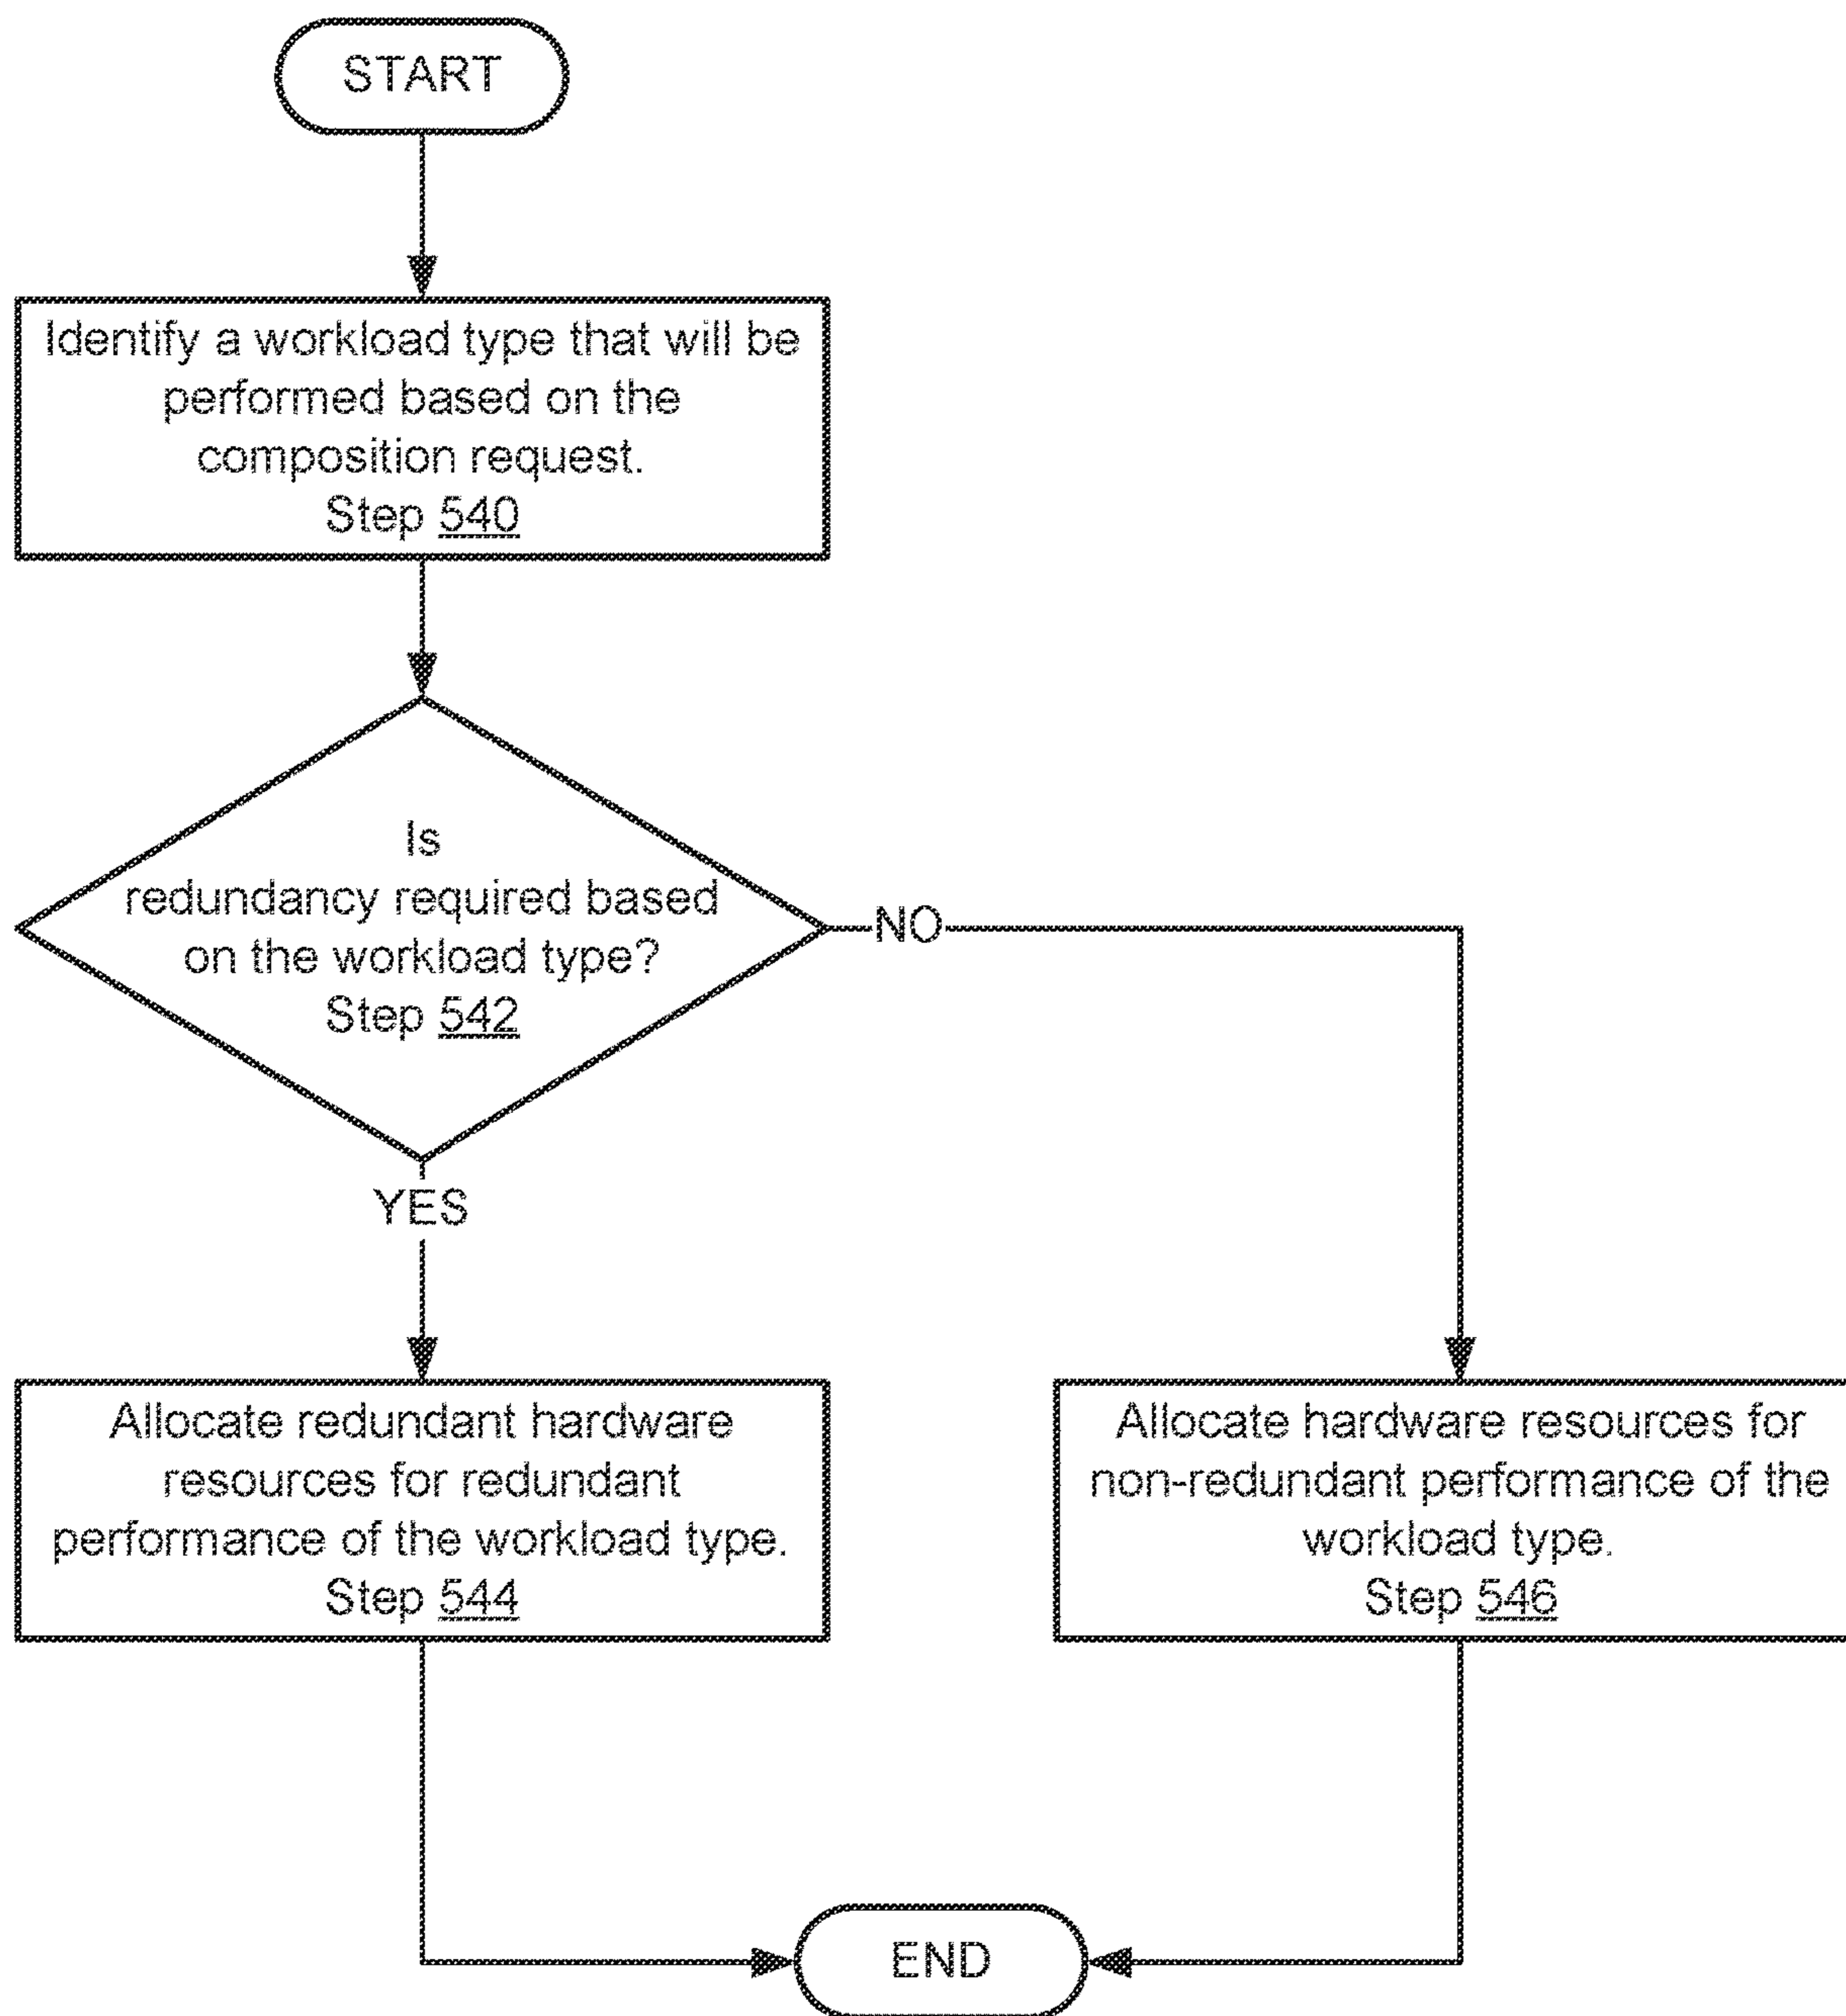 START
Identify a workload type that will be
performed based on the
composition request.
Step 540
Is
redundancy required based
on the workload type?
Step 542
NO
YES
Allocate redundant hardware
resources for redundant
performance of the workload type.
Step 544
Allocate hardware resources for
non-redundant performance of the
workload type.
Step 546
END